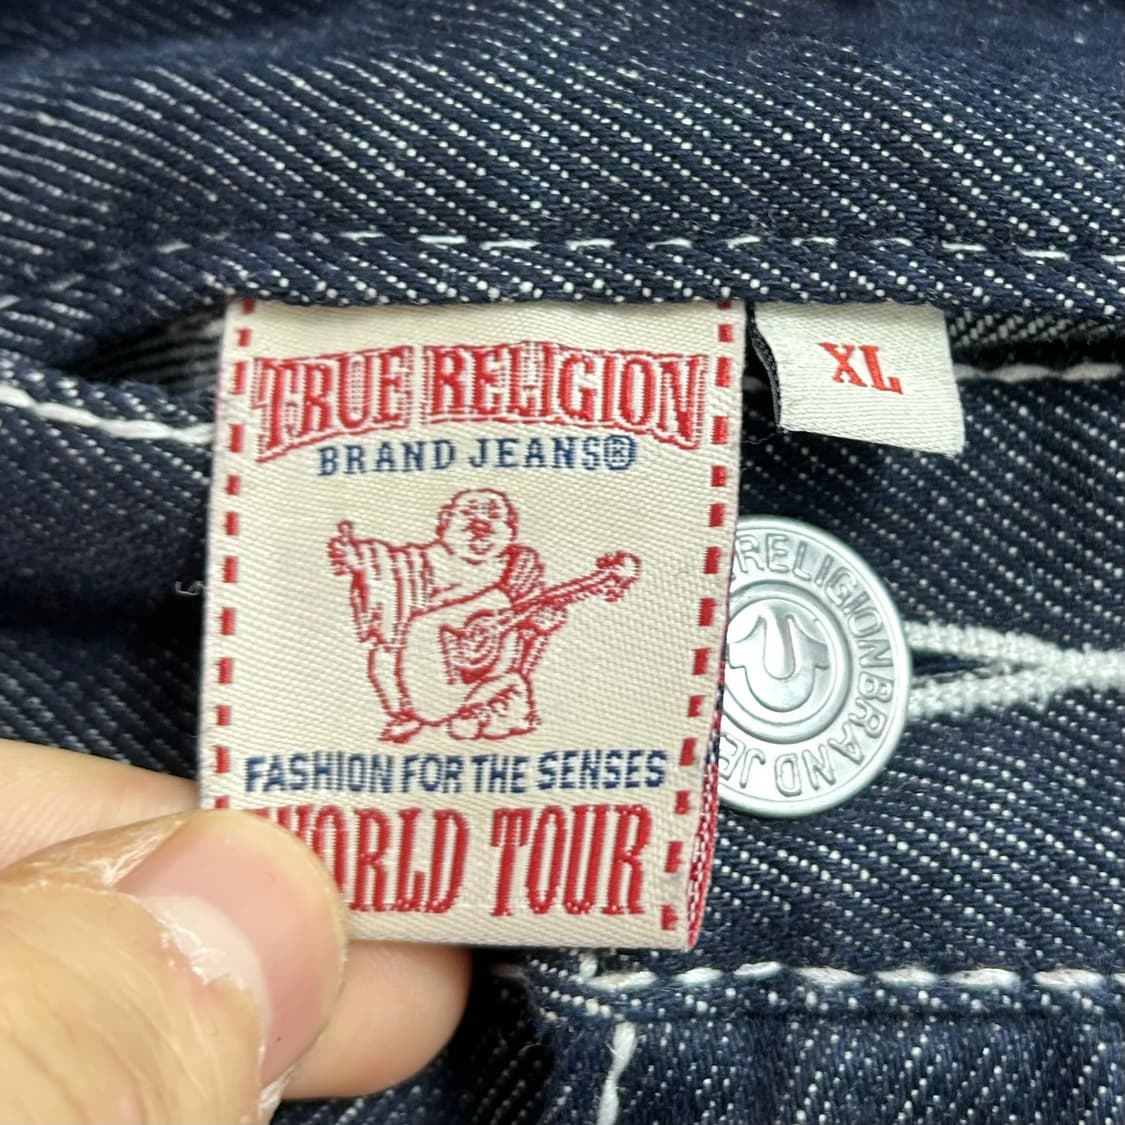 TRUE RELIGION
BRAND JEANS®
FASHION FOR THE SENSES
WORLD TOUR
XL
RELIGION BRAND JE